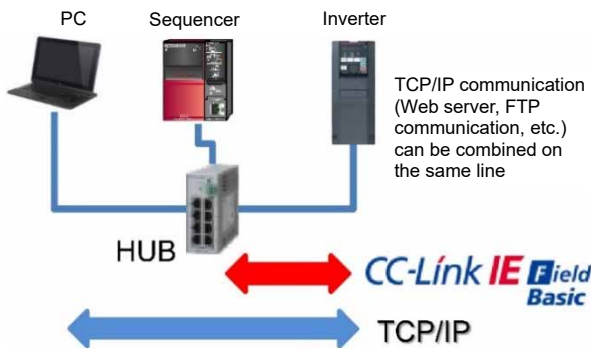 PC
Sequencer
Inverter
TCP/IP communication
(Web server, FTP
communication, etc.)
can be combined on
the same line
HUB
CC-Link IE Field
Basic
TCP/IP